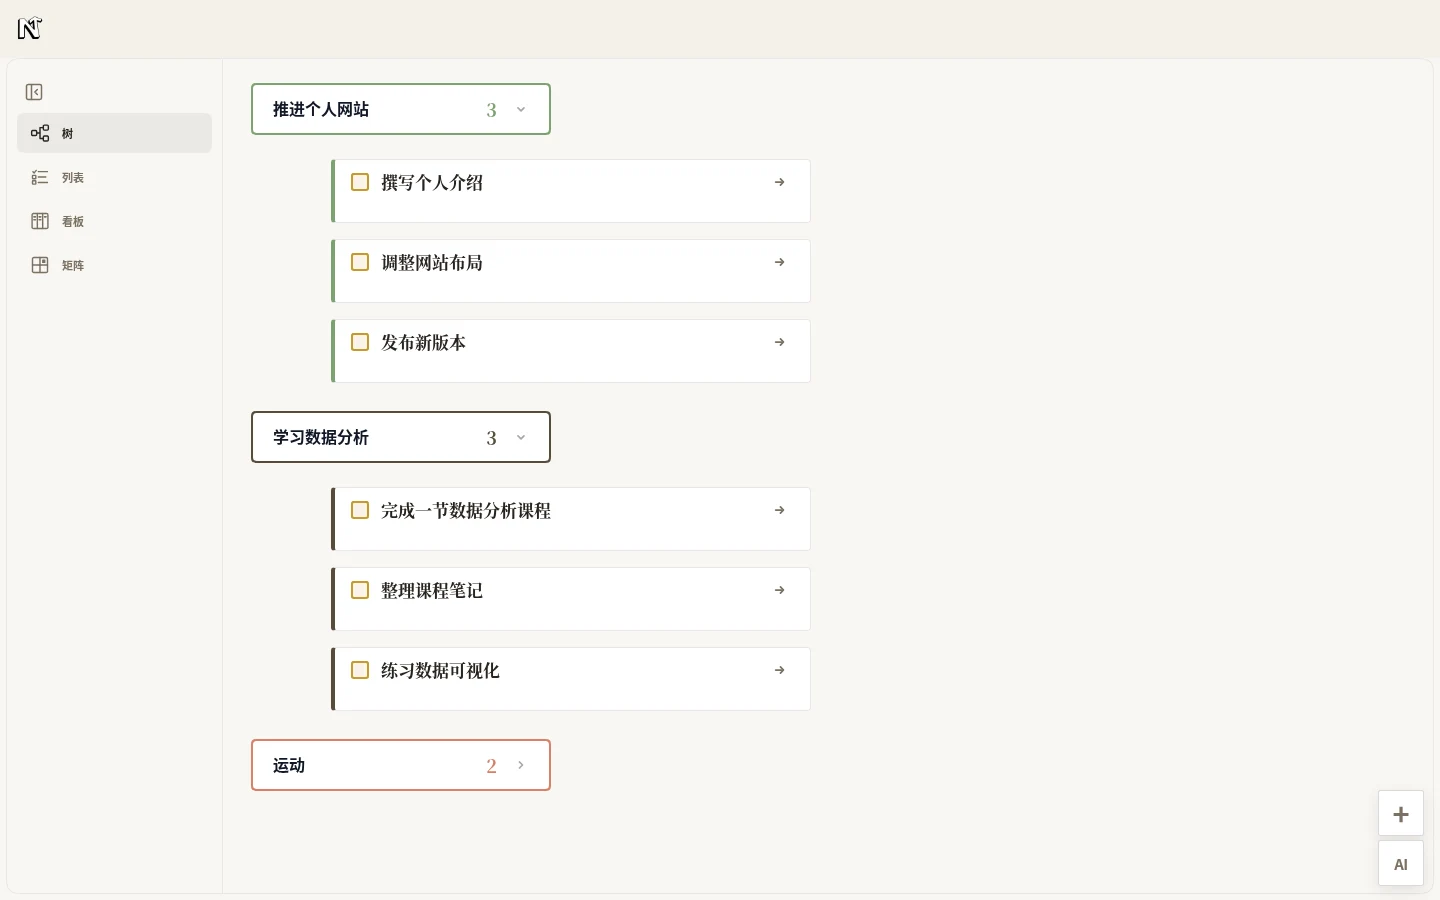 N
树
列表
看板
矩阵
推进个人网站 3
撰写个人介绍
调整网站布局
发布新版本
学习数据分析 3
完成一节数据分析课程
整理课程笔记
练习数据可视化
运动 2
+
AI